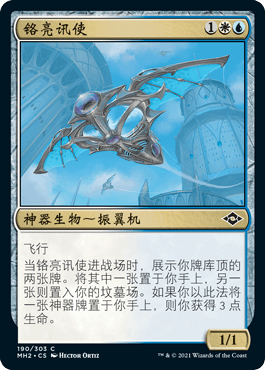 铬亮讯使
1
神器生物～振翼机
飞行
当铬亮讯使进战场时，展示你牌库顶的
两张牌。将其中一张置于你手上，另一
张则置入你的坟墓场。如果你以此法将
一张神器牌置于你手上，则你获得3点
生命。
1/1
190/303 C
MH2 • CS HECTOR ORTIZ
™ & © 2021 Wizards of the Coast